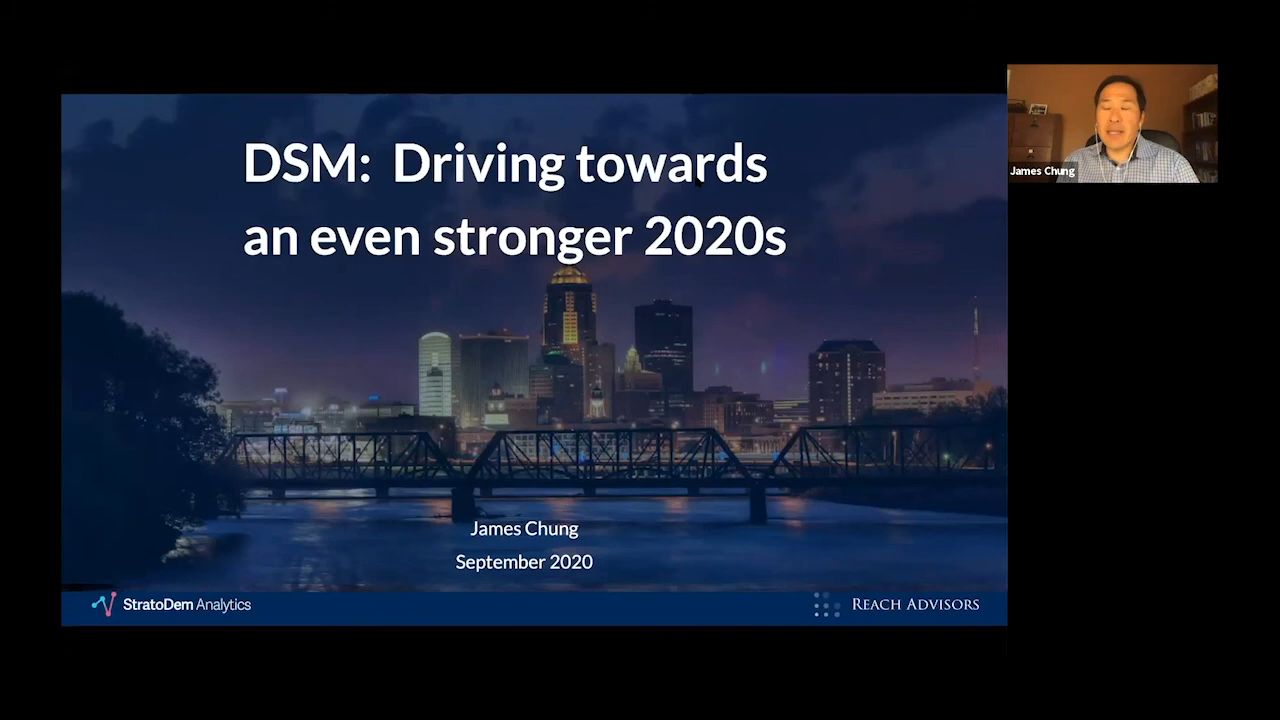 DSM: Driving towards
an even stronger 2020s
James Chung
James Chung
September 2020
StratoDem Analytics
REACH ADVISORS